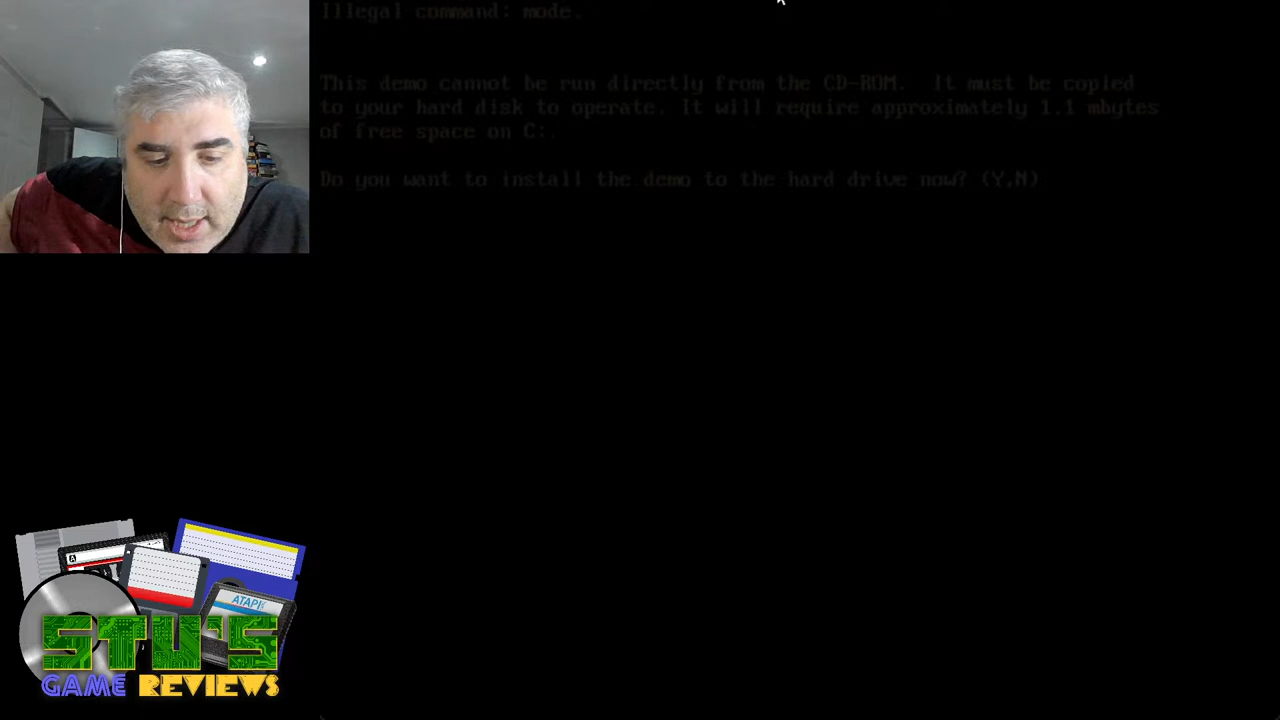 Illegal command: mode.
This demo cannot be run directly from the CD-ROM.  It must be copied
to your hard disk to operate. It will require approximately 1.1 mbytes
of free space on C:.
Do you want to install the demo to the hard drive now? (Y,N)
A
ATAPI
STU'S
GAME REVIEWS